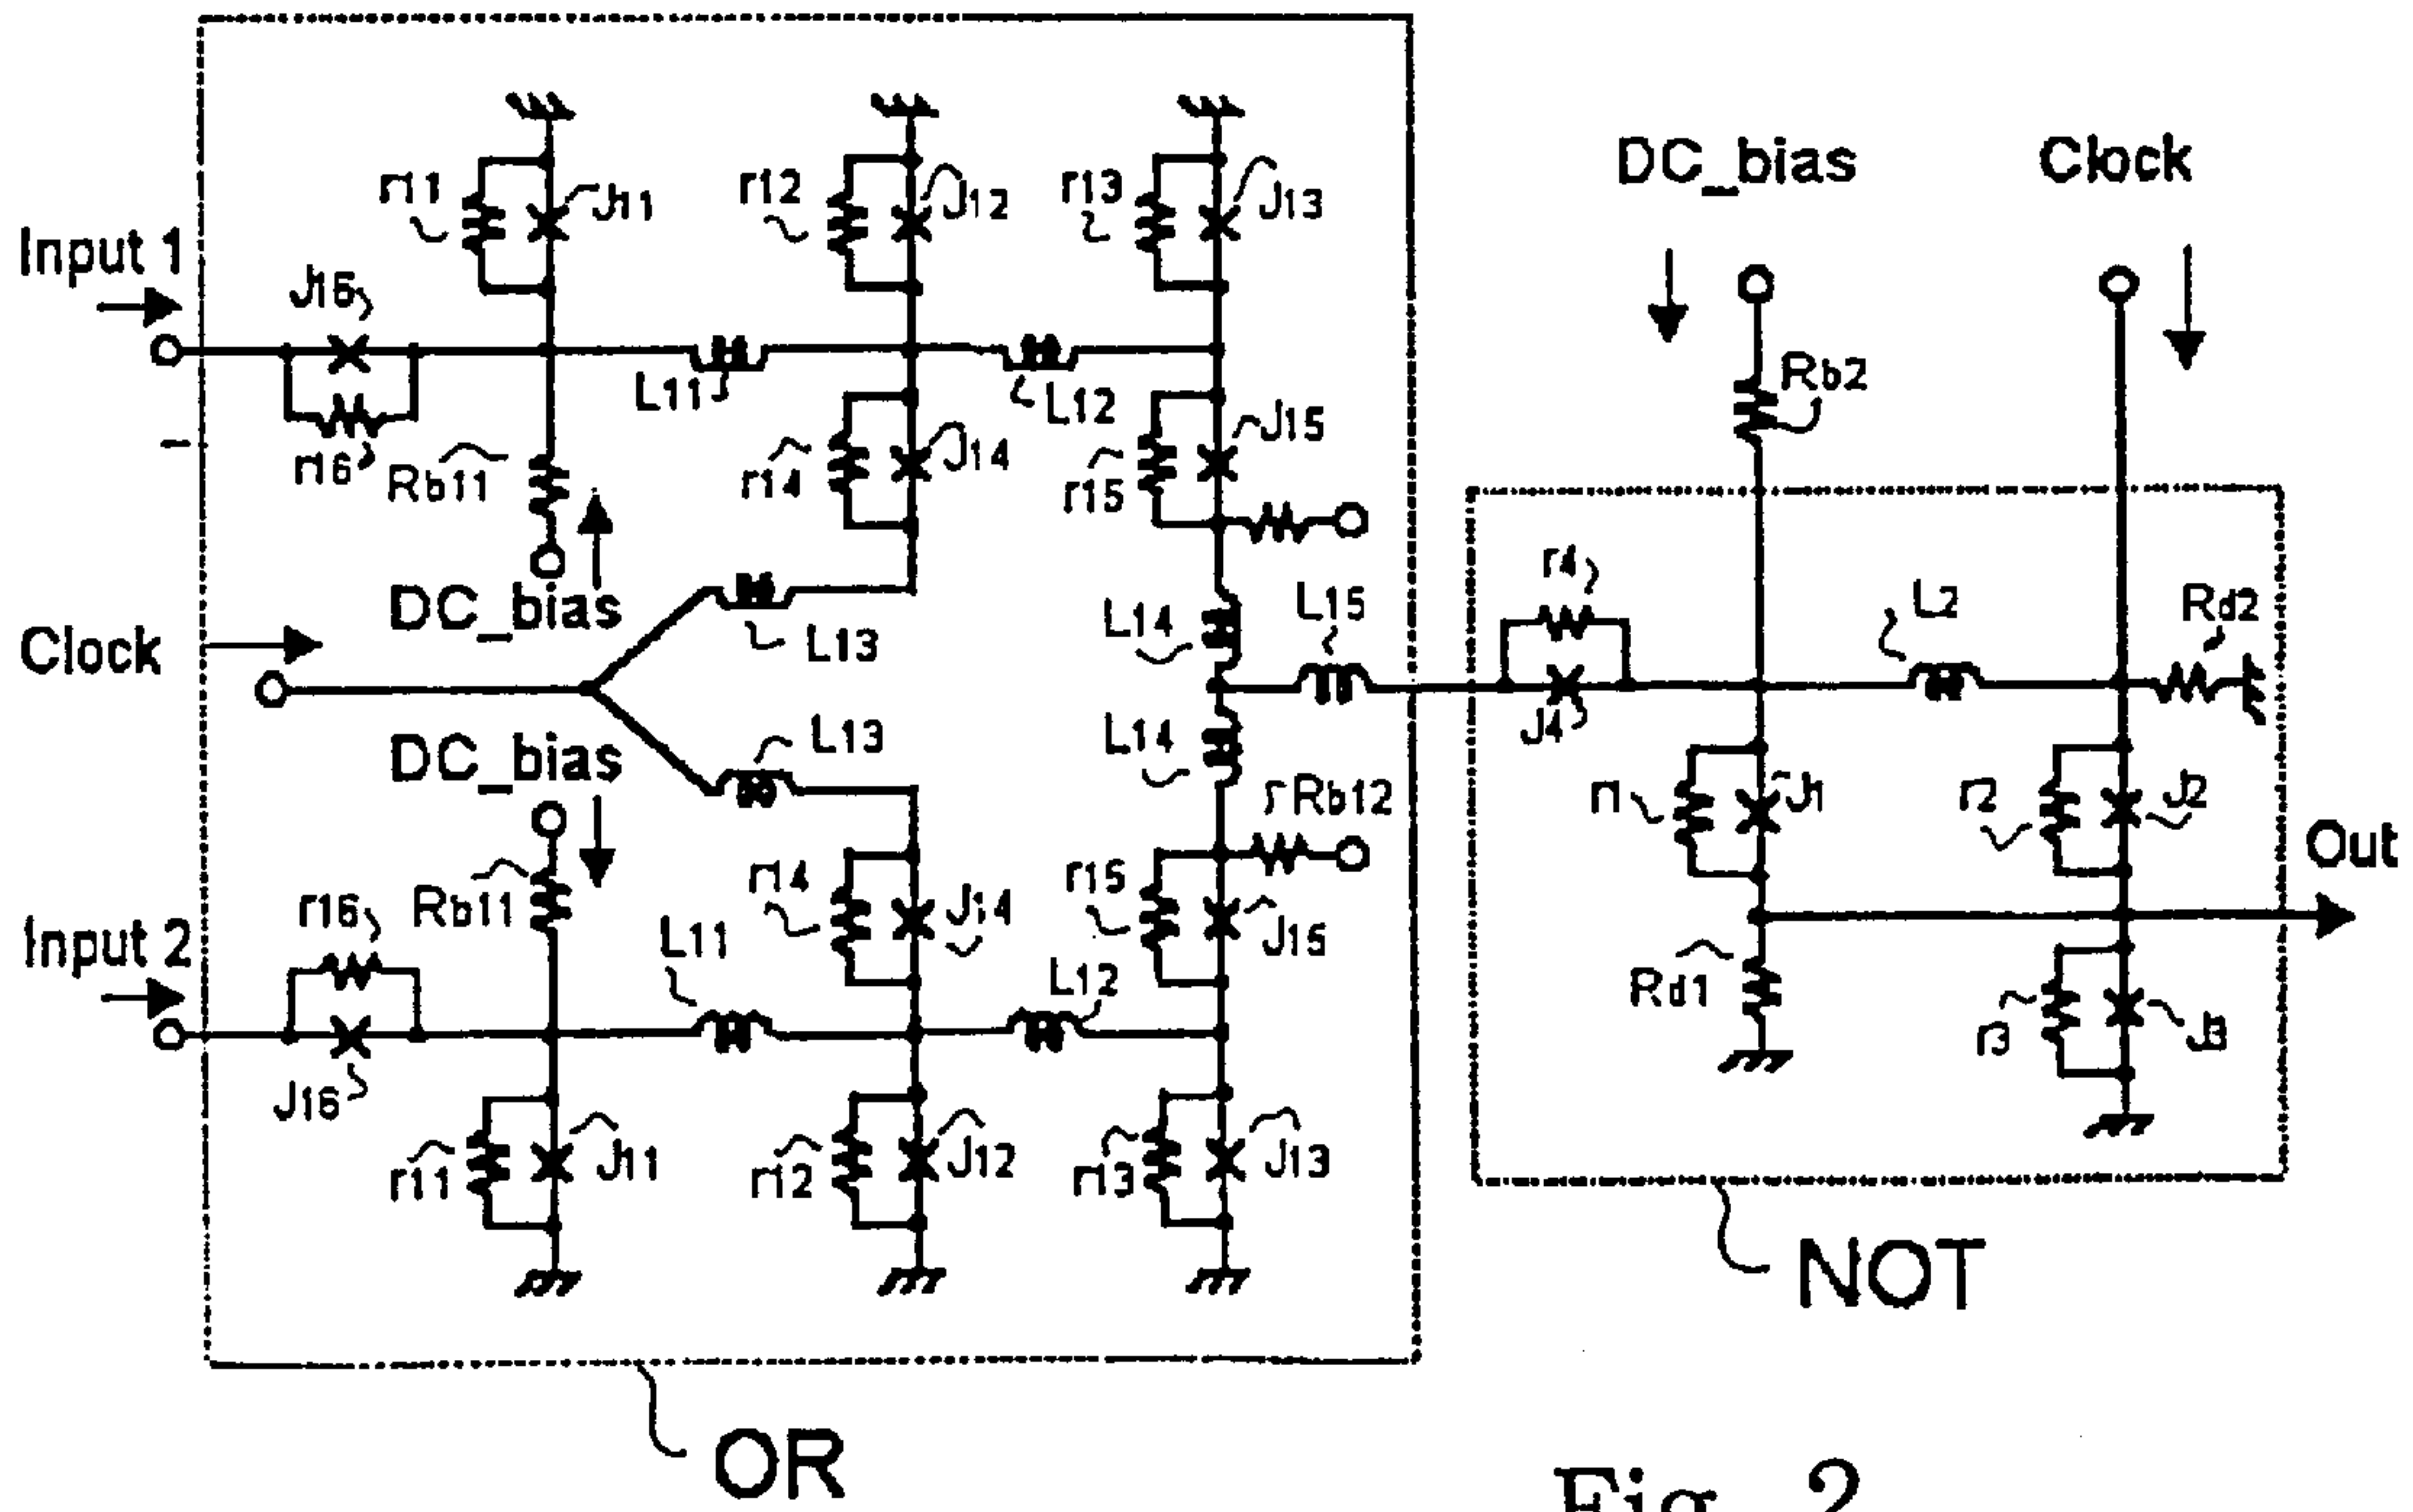 DC_bias
Clock
r11
J11
r12
J12
r13
J13
Input 1
J16
L11
L12
Rb2
r16
Rb11
r14
J14
r15
J15
DC_bias
L13
L14
L15
r4
L2
Rd2
Clock
J4
DC_bias
L13
L14
Rb12
r1
J1
r2
J2
Out
Input 2
r16
Rb11
r14
J14
r15
J15
L11
L12
Rd1
r3
J3
J16
r11
J11
r12
J12
r13
J13
NOT
OR
Fig. 2